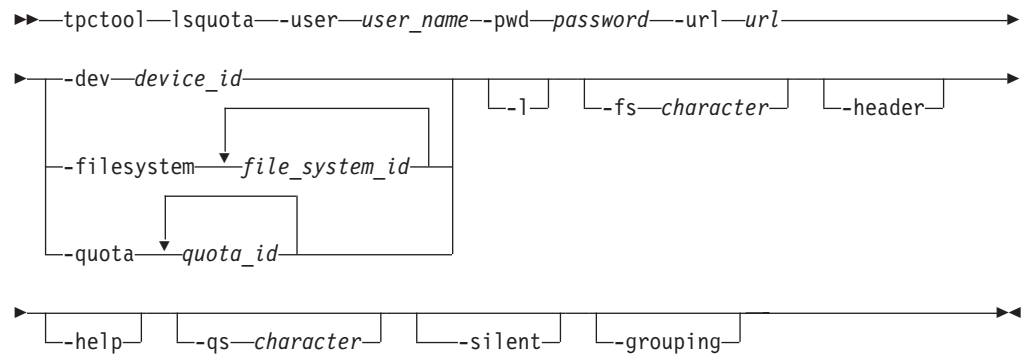 tpctool lsquota -user user_name -pwd password -url url
-dev device_id -l -fs character -header
-filesystem file_system_id
-quota quota_id
-help -qs character -silent -grouping